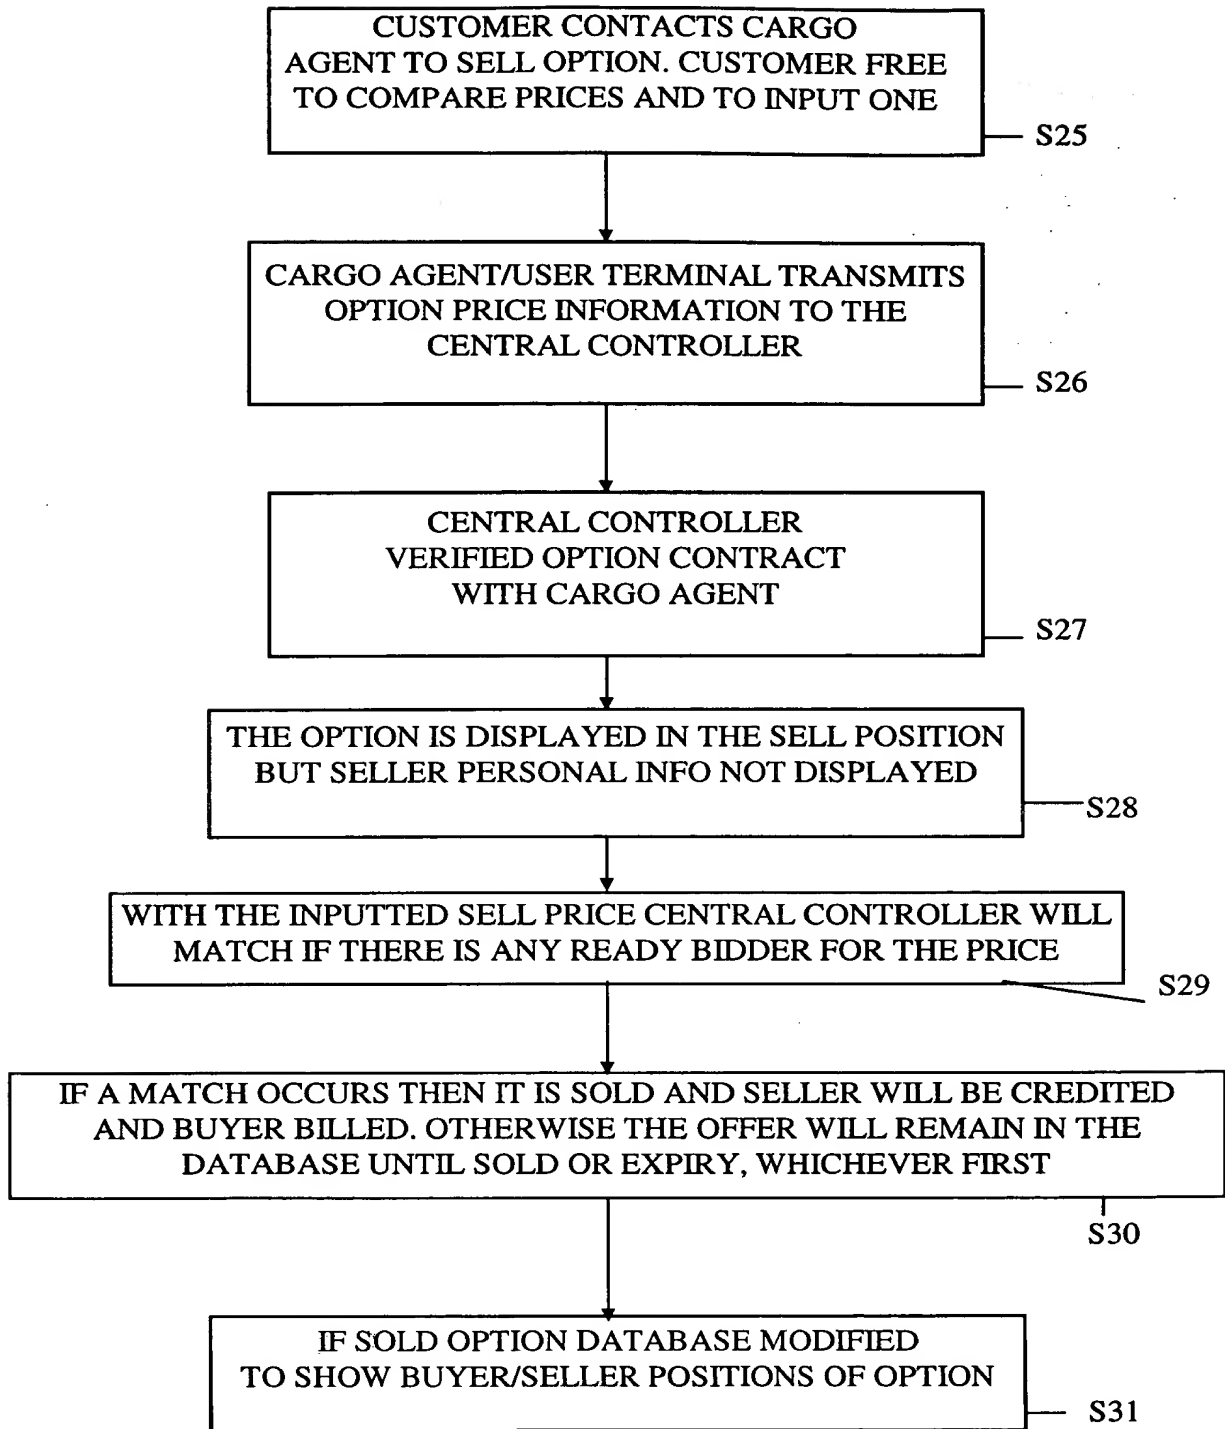 CUSTOMER CONTACTS CARGO
AGENT TO SELL OPTION. CUSTOMER FREE
TO COMPARE PRICES AND TO INPUT ONE
S25
CARGO AGENT/USER TERMINAL TRANSMITS
OPTION PRICE INFORMATION TO THE
CENTRAL CONTROLLER
S26
CENTRAL CONTROLLER
VERIFIED OPTION CONTRACT
WITH CARGO AGENT
S27
THE OPTION IS DISPLAYED IN THE SELL POSITION
BUT SELLER PERSONAL INFO NOT DISPLAYED
S28
WITH THE INPUTTED SELL PRICE CENTRAL CONTROLLER WILL
MATCH IF THERE IS ANY READY BIDDER FOR THE PRICE
S29
IF A MATCH OCCURS THEN IT IS SOLD AND SELLER WILL BE CREDITED
AND BUYER BILLED. OTHERWISE THE OFFER WILL REMAIN IN THE
DATABASE UNTIL SOLD OR EXPIRY, WHICHEVER FIRST
S30
IF SOLD OPTION DATABASE MODIFIED
TO SHOW BUYER/SELLER POSITIONS OF OPTION
S31